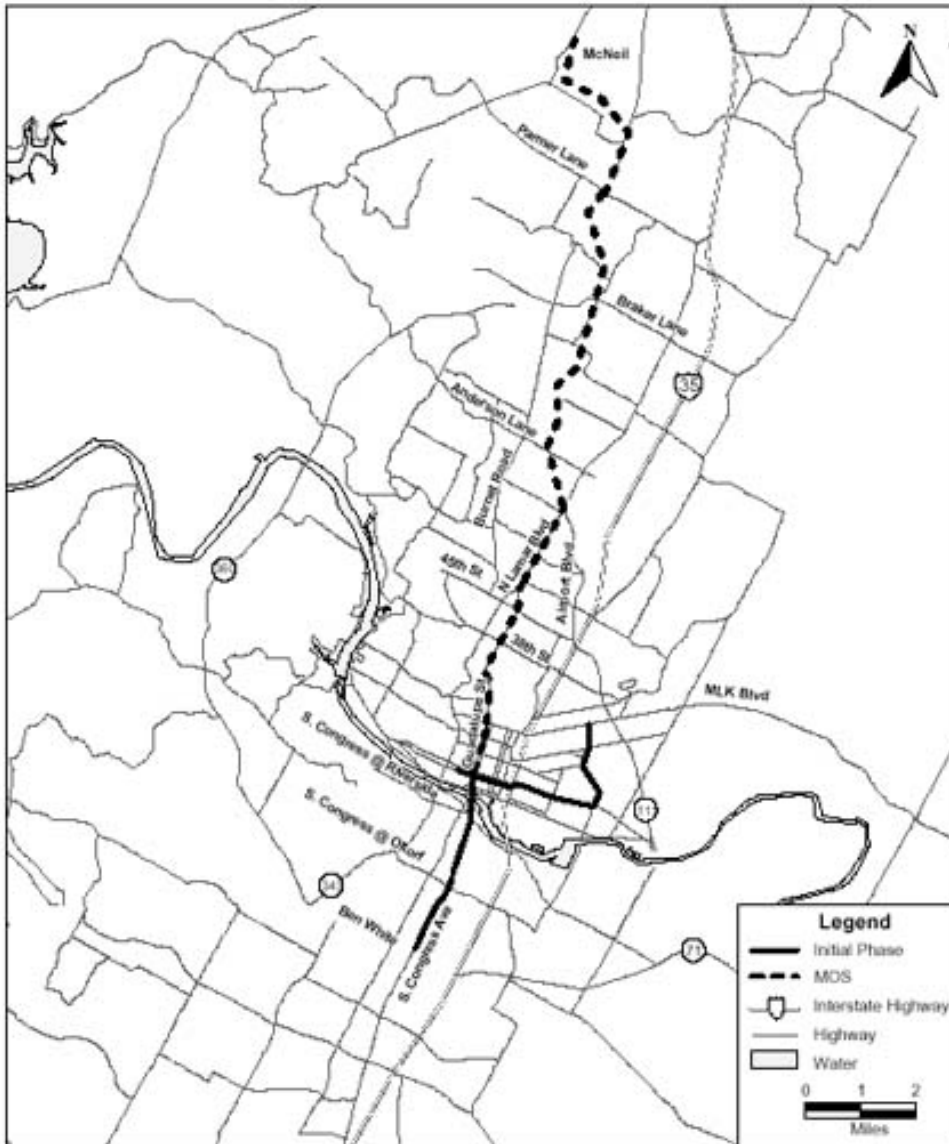 N
McNeil
Parmer Lane
Braker Lane
35
Anderson Lane
Burnet Road
N Lamar Blvd
Airport Blvd
45th St
38th St
MLK Blvd
Guadalupe St
S. Congress @ Riverside
S. Congress @ Oltorf
Ben White
S. Congress Ave
71
Legend
Initial Phase
MOS
Interstate Highway
Highway
Water
0 1 2
Miles